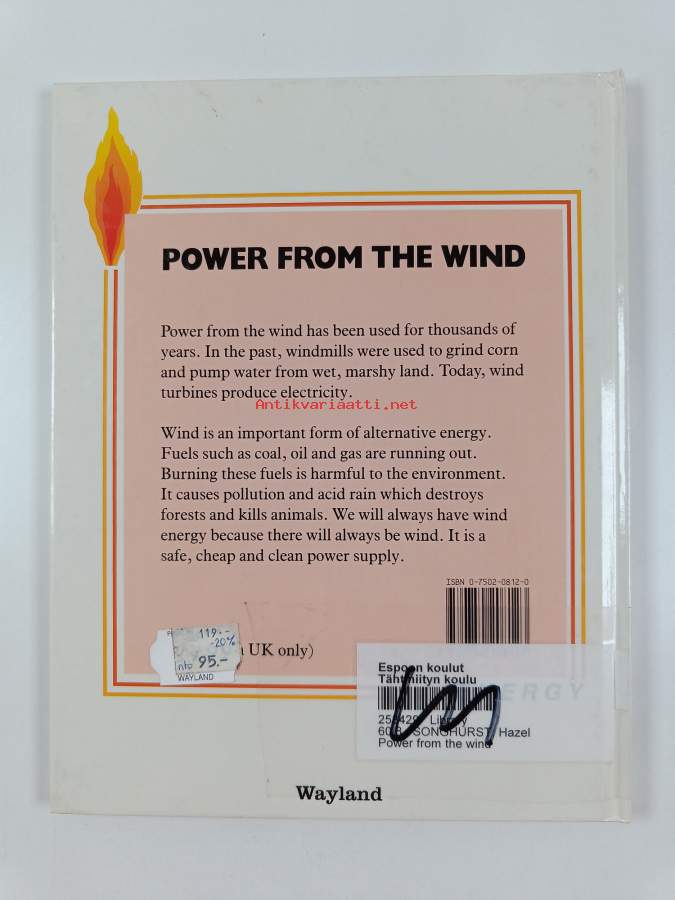 POWER FROM THE WIND
Power from the wind has been used for thousands of
years. In the past, windmills were used to grind corn
and pump water from wet, marshy land. Today, wind
turbines produce electricity.
Antikvariaatti.net
Wind is an important form of alternative energy.
Fuels such as coal, oil and gas are running out.
Burning these fuels is harmful to the environment.
It causes pollution and acid rain which destroys
forests and kills animals. We will always have wind
energy because there will always be wind. It is a
safe, cheap and clean power supply.
ISBN 0-7502-0812-0
119.-
-20%
nto 95.-
WAYLAND
UK only)
Espoon koulut
Tähtiniityn koulu
Library
SONGHURST, Hazel
Power from the wind
Wayland